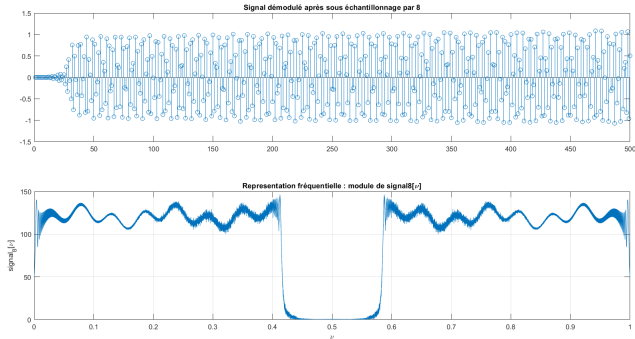 Signal démodulé après sous échantillonnage par 8
1.5
1
0.5
0
-0.5
-1
-1.5
0 50 100 150 200 250 300 350 400 450 500
Representation fréquentielle : module de signal8[ν]
150
100
50
0
signal8[ν]
0 0.1 0.2 0.3 0.4 0.5 0.6 0.7 0.8 0.9 1
ν